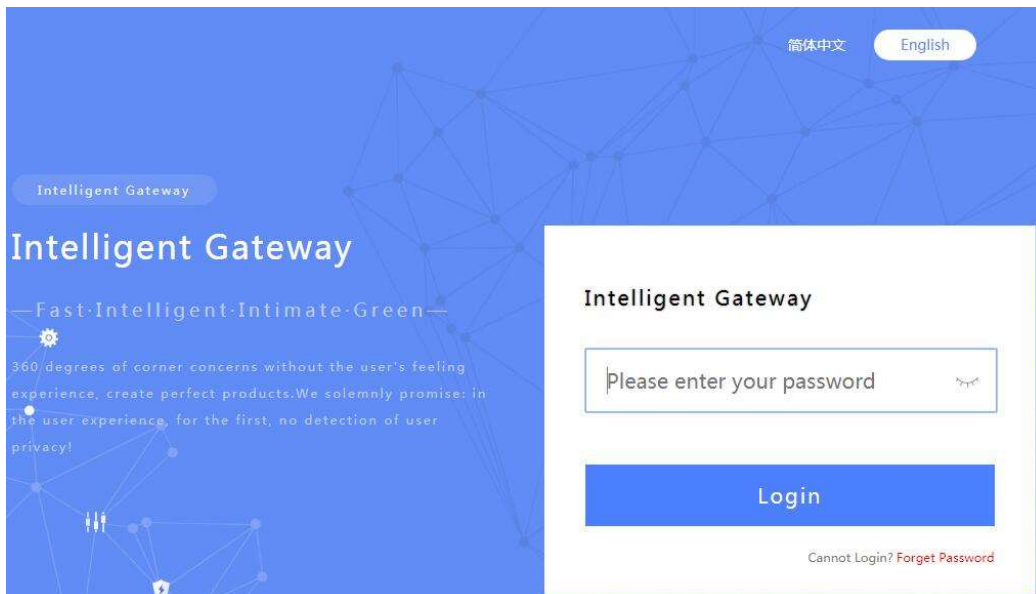 简体中文 English
Intelligent Gateway
Intelligent Gateway
—Fast·Intelligent·Intimate·Green—
360 degrees of corner concerns without the user's feeling
experience, create perfect products.We solemnly promise: in
the user experience, for the first, no detection of user
privacy!
Intelligent Gateway
Please enter your password
Login
Cannot Login? Forget Password